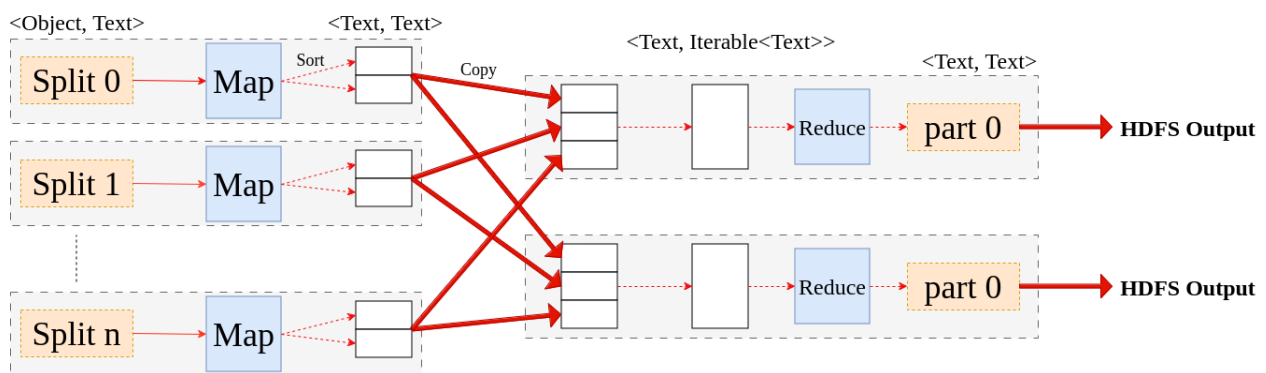 <Object, Text>
<Text, Text>
<Text, Iterable<Text>>
<Text, Text>
Split 0
Map
Sort
Copy
Reduce
part 0
HDFS Output
Split 1
Map
Reduce
part 0
HDFS Output
Split n
Map